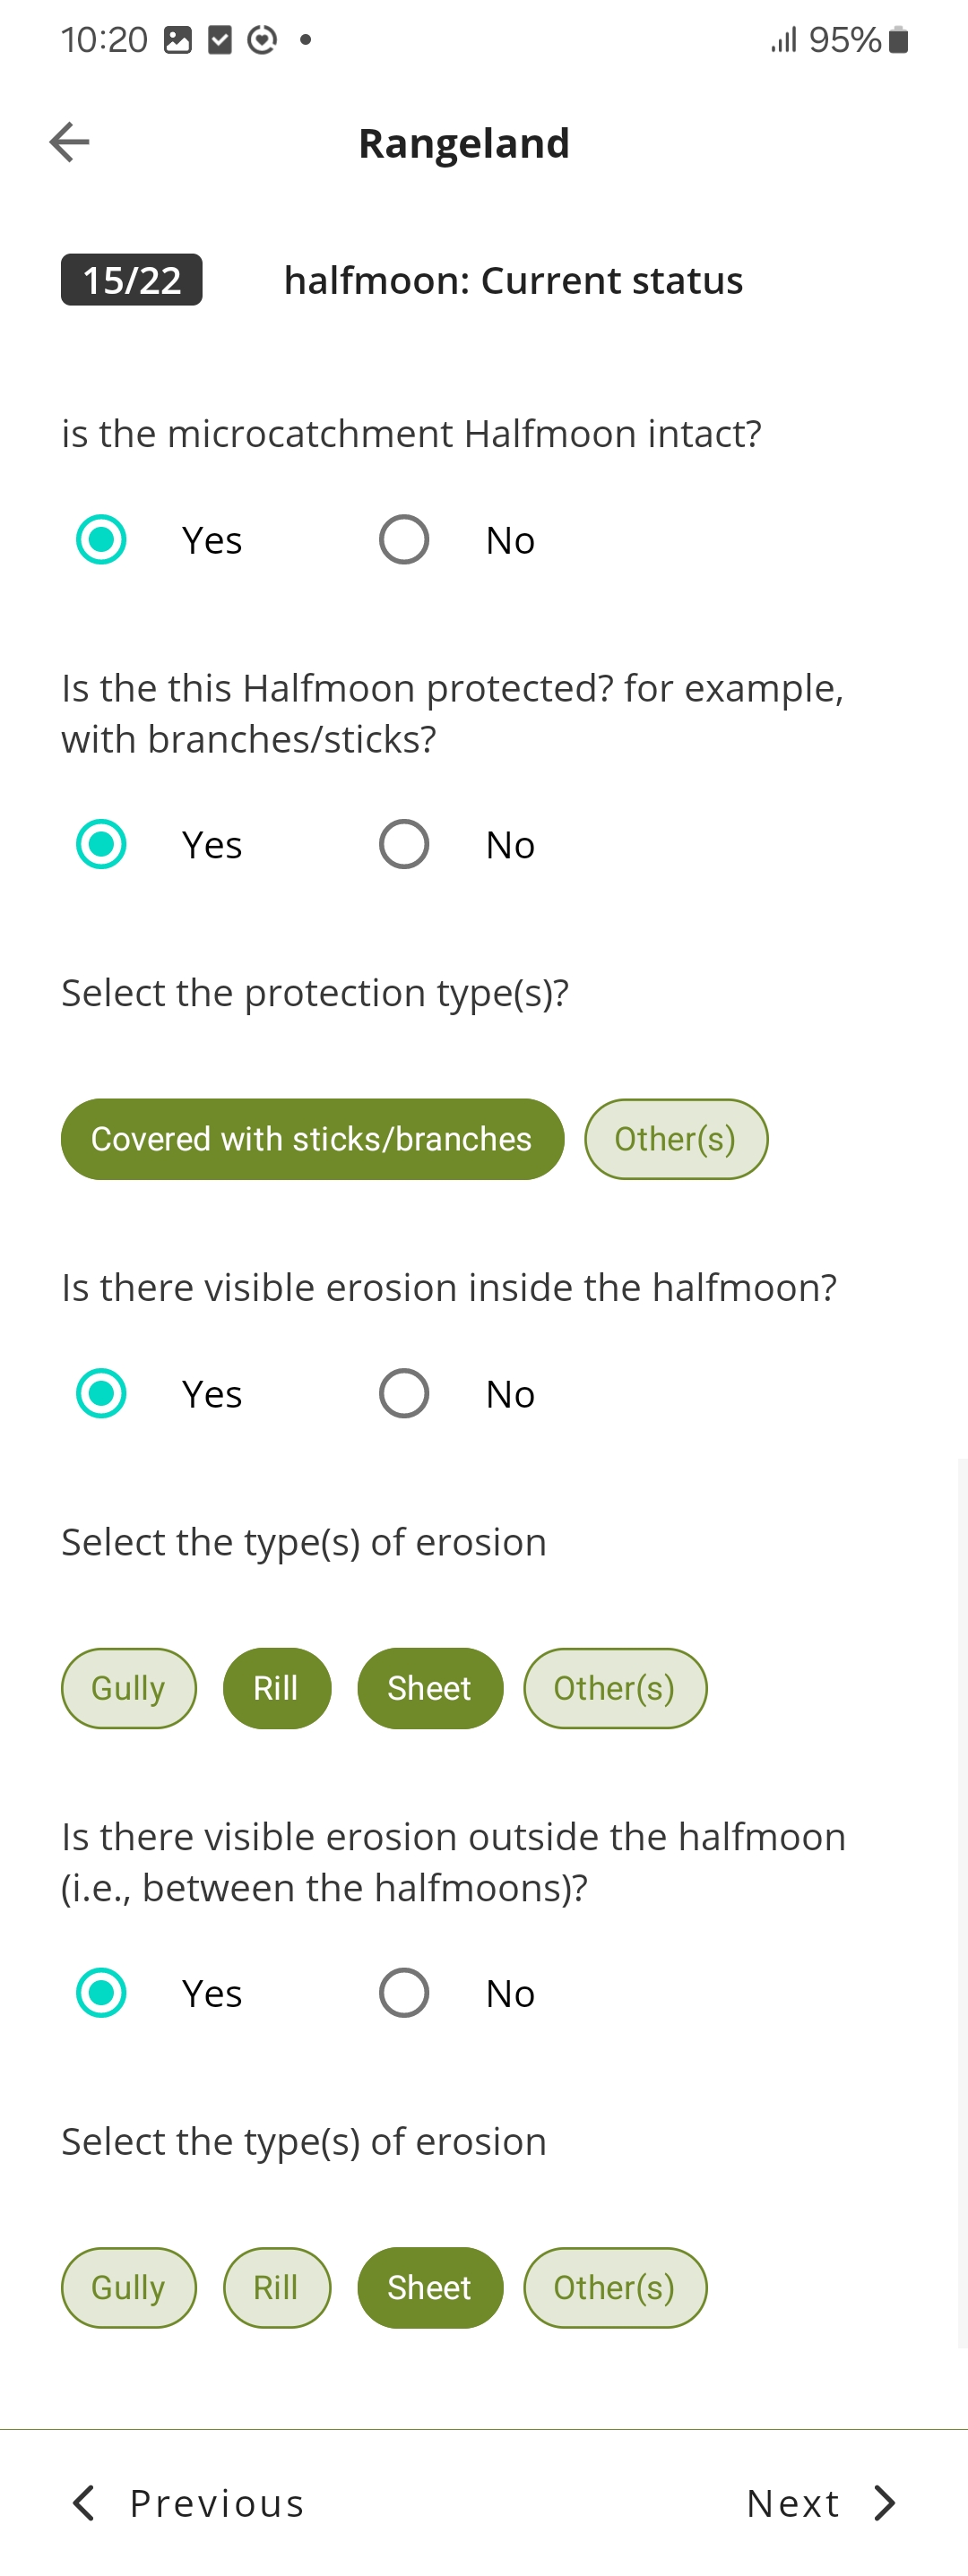 10:20
95%
Rangeland
15/22 halfmoon: Current status
is the microcatchment Halfmoon intact?
Yes No
Is the this Halfmoon protected? for example,
with branches/sticks?
Yes No
Select the protection type(s)?
Covered with sticks/branches Other(s)
Is there visible erosion inside the halfmoon?
Yes No
Select the type(s) of erosion
Gully Rill Sheet Other(s)
Is there visible erosion outside the halfmoon
(i.e., between the halfmoons)?
Yes No
Select the type(s) of erosion
Gully Rill Sheet Other(s)
Previous Next